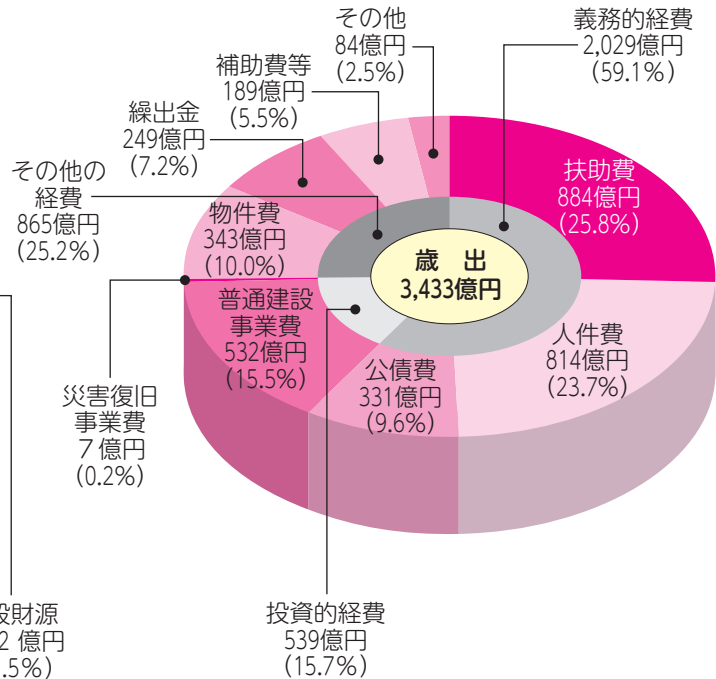 その他
84億円
(2.5%)
義務的経費
2,029億円
(59.1%)
補助費等
189億円
(5.5%)
繰出金
249億円
(7.2%)
その他の
経費
865億円
(25.2%)
物件費
343億円
(10.0%)
扶助費
884億円
(25.8%)
歳 出
3,433億円
普通建設
事業費
532億円
(15.5%)
人件費
814億円
(23.7%)
公債費
331億円
(9.6%)
災害復旧
事業費
7億円
(0.2%)
投資的経費
539億円
(15.7%)
財源
2 億円
.5%)